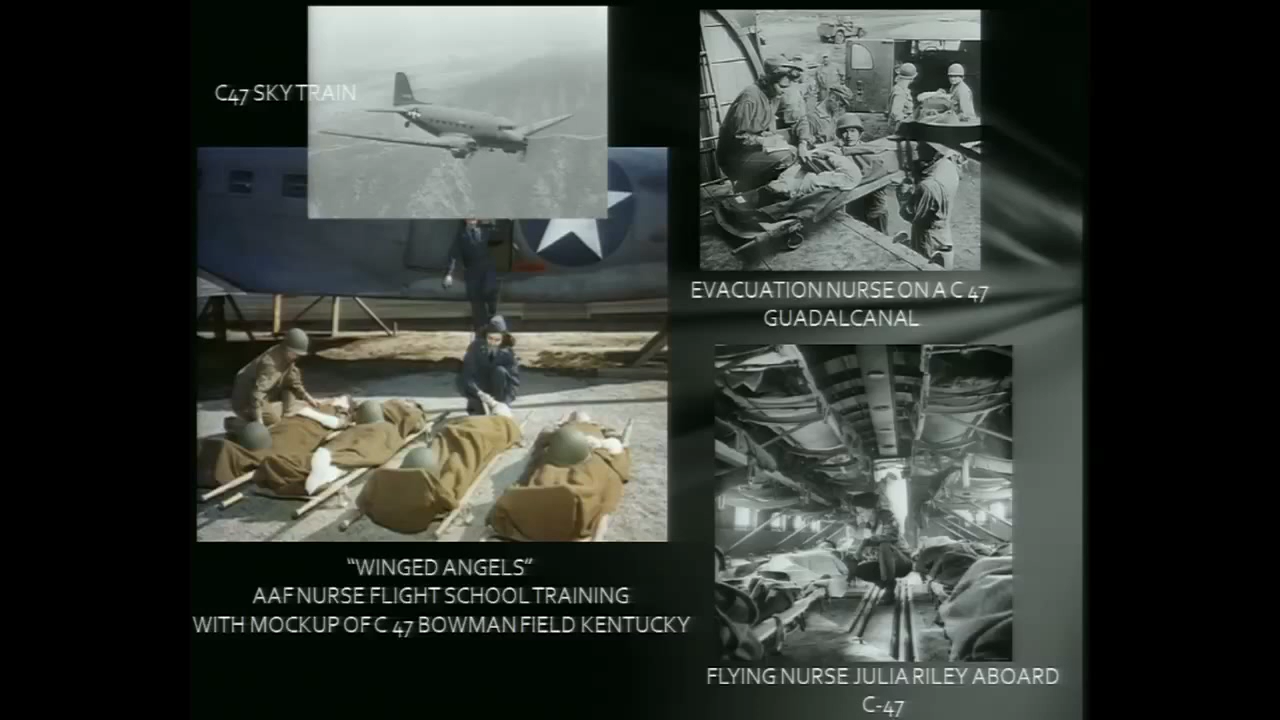 C47 SKY TRAIN
EVACUATION NURSE ON A C 47
GUADALCANAL
"WINGED ANGELS"
AAF NURSE FLIGHT SCHOOL TRAINING
WITH MOCKUP OF C 47 BOWMAN FIELD KENTUCKY
FLYING NURSE JULIA RILEY ABOARD
C-47